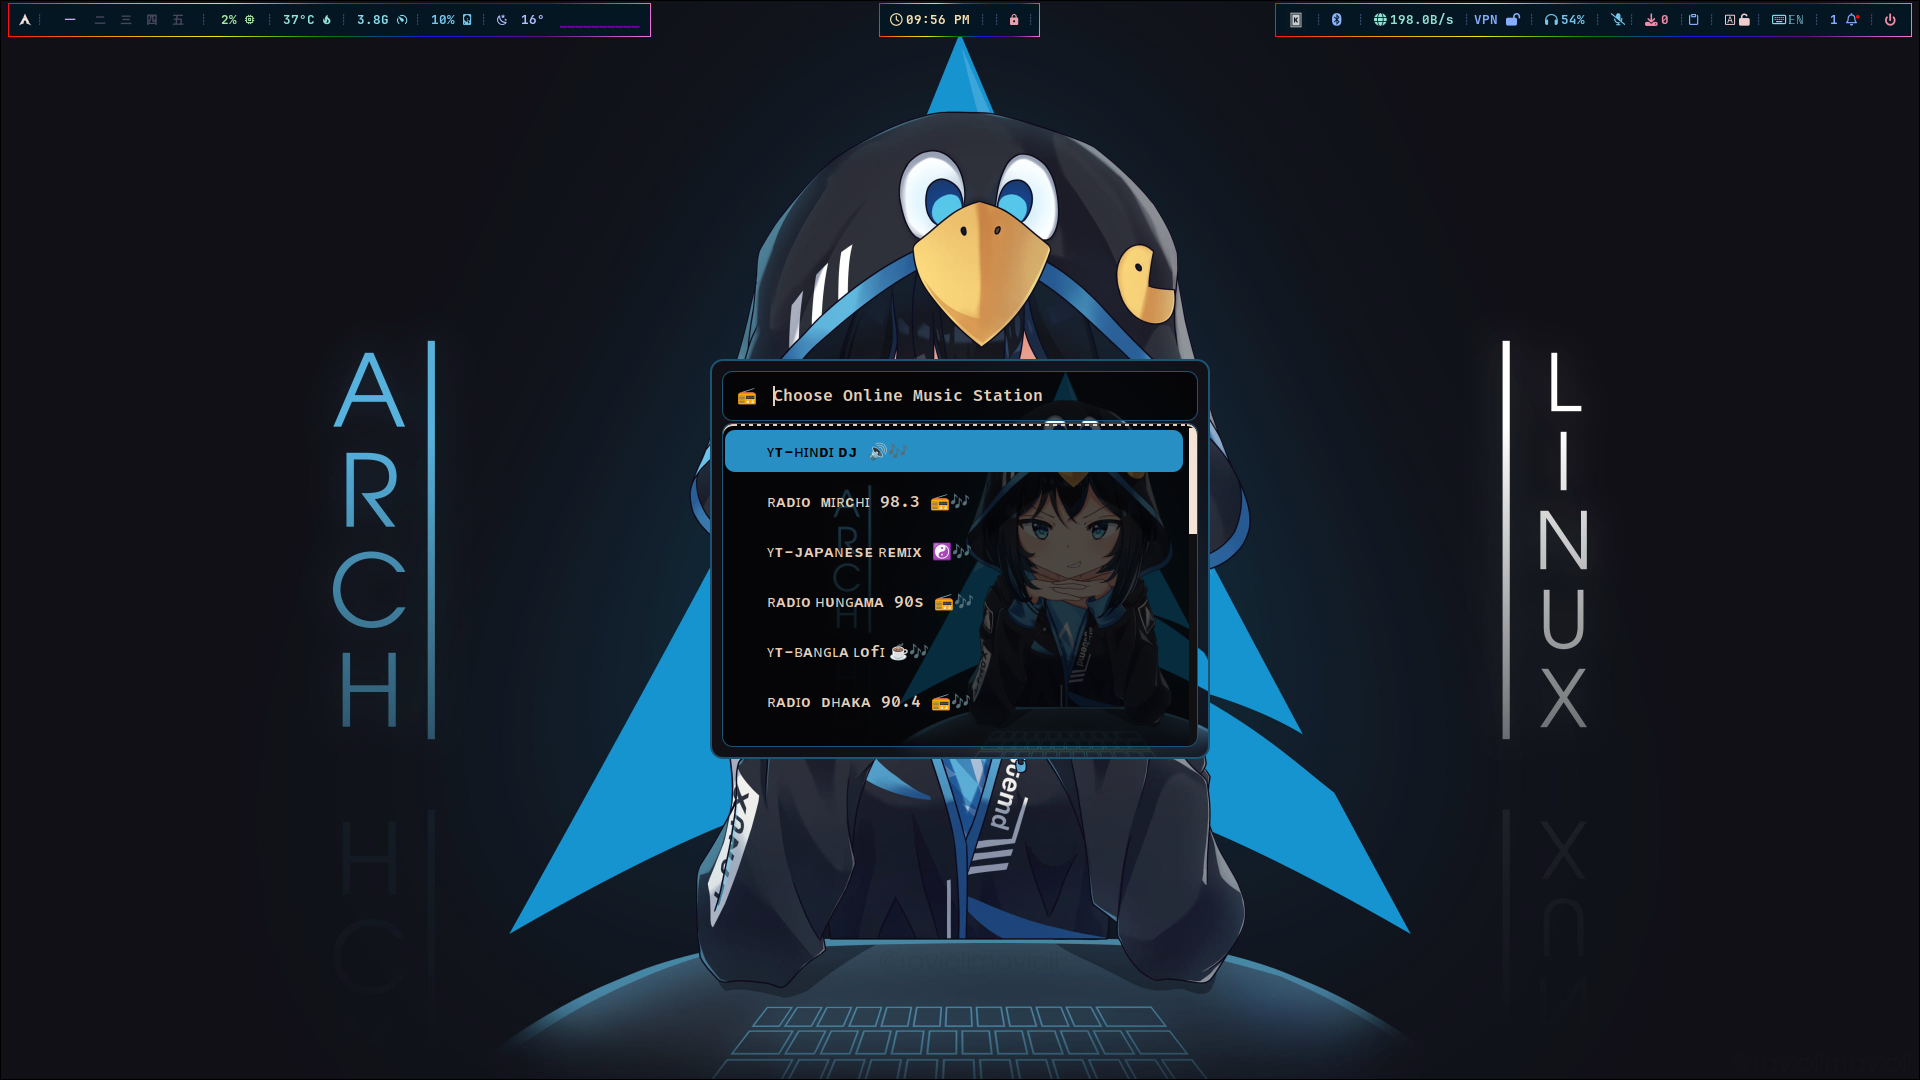 一 二 三 四 五 2% 37°C 3.8G 10% 16°
09:56 PM
198.0B/s VPN 54% 0 EN 1
ARCH
LINUX
Choose Online Music Station
YT-HINDI DJ 🔊🎶
RADIO MIRCHI 98.3 📻🎶
YT-JAPANESE REMIX ☯️🎶
RADIO HUNGAMA 90s 📻🎶
YT-BANGLA LOfI ☕️🎶
RADIO DHAKA 90.4 📻🎶